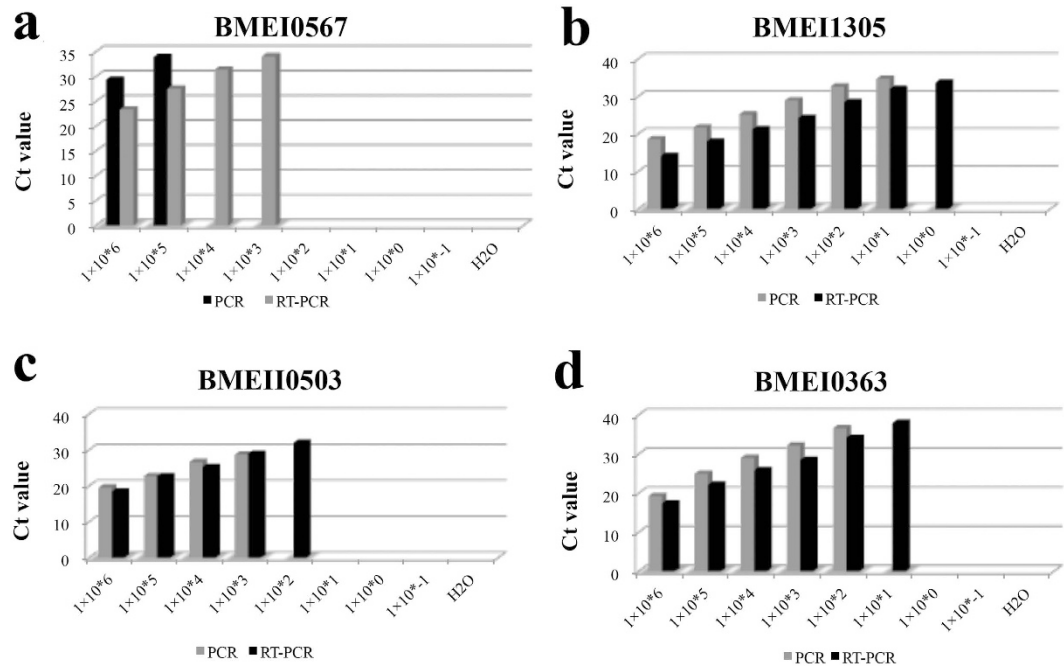 a
BMEI0567
Ct value
35
30
25
20
15
10
5
0
1×10*6
1×10*5
1×10*4
1×10*3
1×10*2
1×10*1
1×10*0
1×10*-1
H2O
PCR RT-PCR
b
BMEI1305
Ct value
40
30
20
10
0
1×10*6
1×10*5
1×10*4
1×10*3
1×10*2
1×10*1
1×10*0
1×10*-1
H2O
PCR RT-PCR
c
BMEII0503
Ct value
40
30
20
10
0
1×10*6
1×10*5
1×10*4
1×10*3
1×10*2
1×10*1
1×10*0
1×10*-1
H2O
PCR RT-PCR
d
BMEI0363
Ct value
40
30
20
10
0
1×10*6
1×10*5
1×10*4
1×10*3
1×10*2
1×10*1
1×10*0
1×10*-1
H2O
PCR RT-PCR